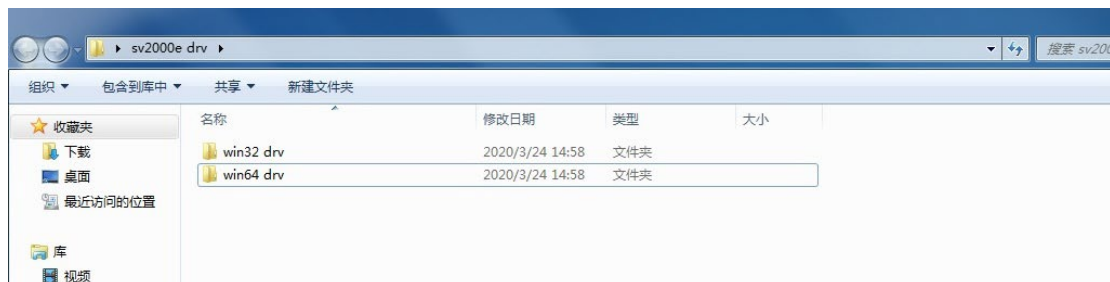 sv2000e drv
搜索 sv200
组织 包含到库中 共享 新建文件夹
名称 修改日期 类型 大小
收藏夹
win32 drv 2020/3/24 14:58 文件夹
下载
win64 drv 2020/3/24 14:58 文件夹
桌面
最近访问的位置
库
视频